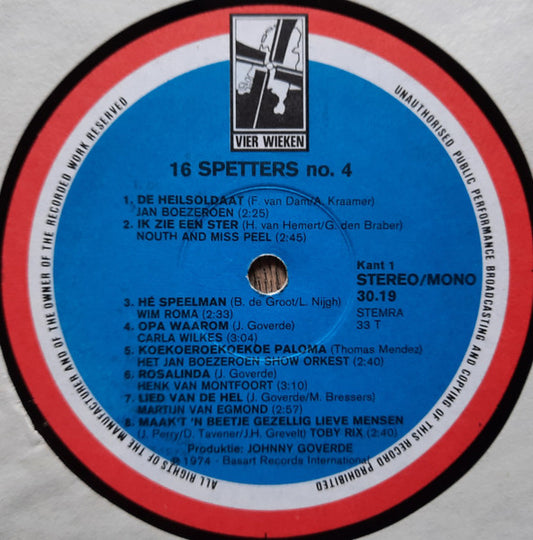 VIER WIEKEN
16 SPETTERS no. 4
1. DE HEILSOLDAAT (F. van Dam/A. Kraamer)
JAN BOEZEROEN (2:25)
2. IK ZIE EEN STER (H. van Hemert/G. den Braber)
NOUTH AND MISS PEEL (2:45)
Kant 1
STEREO/MONO
30.19
STEMRA
33 T
3. HÉ SPEELMAN (B. de Groot/L. Nijgh)
WIM ROMA (2:33)
4. OPA WAAROM (J. Goverde)
CARLA WILKES (3:04)
5. KOEKOEROEKOEKOE PALOMA (Thomas Mendez)
HET JAN BOEZEROEN SHOW ORKEST (2:40)
6. ROSALINDA (J. Goverde)
HENK VAN MONTFOORT (3:10)
7. LIED VAN DE HEL (J. Goverde/M. Bressers)
MARTIJN VAN EGMOND (2:57)
8. MAAK'T 'N BEETJE GEZELLIG LIEVE MENSEN
(J. Perry/D. Tavener/J.H. Grevelt) TOBY RIX (2:40)
Produktie: JOHNNY GOVERDE
℗ 1974 - Basart Records International
ALL RIGHTS OF THE MANUFACTURER AND OF THE OWNER OF THE RECORDED WORK RESERVED
UNAUTHORISED PUBLIC PERFORMANCE BROADCASTING AND COPYING OF THIS RECORD PROHIBITED